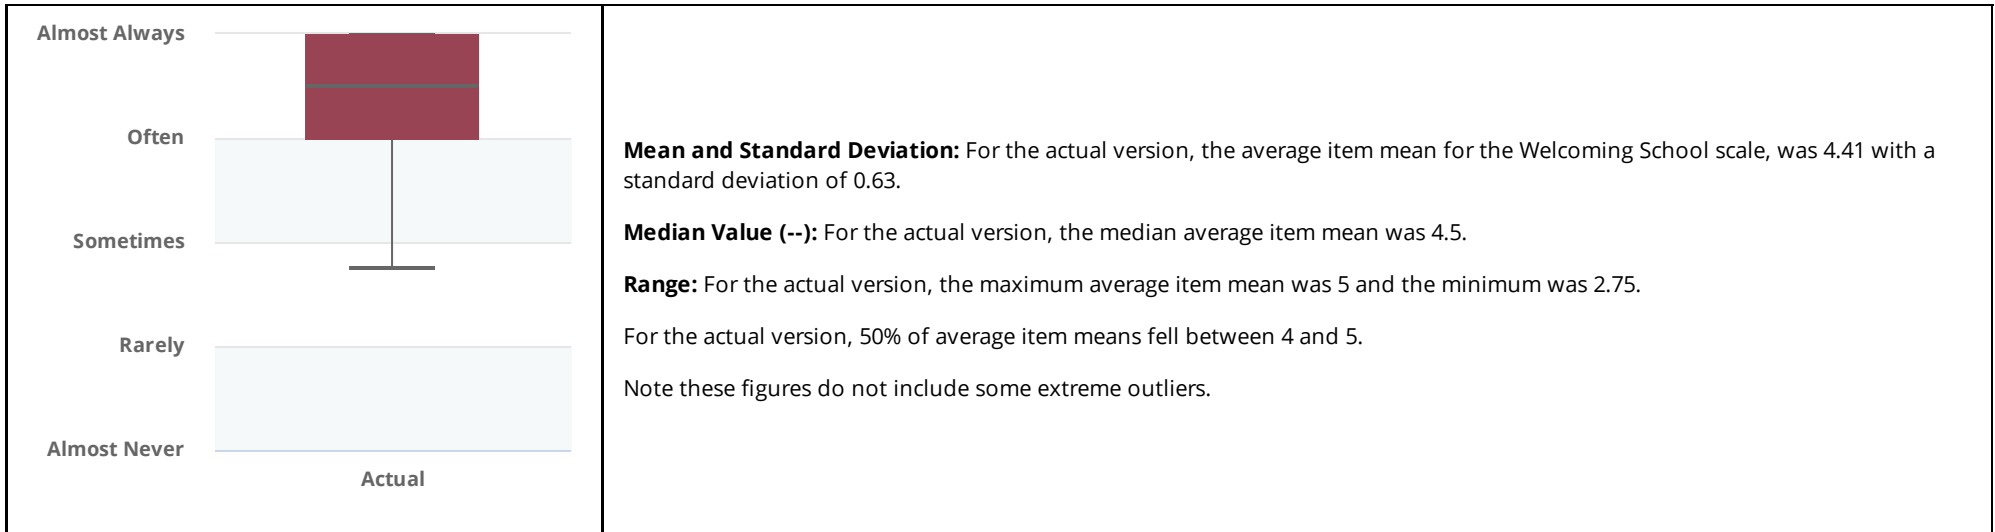 Almost Always
Often
Sometimes
Rarely
Almost Never
Actual
Mean and Standard Deviation: For the actual version, the average item mean for the Welcoming School scale, was 4.41 with a
standard deviation of 0.63.
Median Value (--): For the actual version, the median average item mean was 4.5.
Range: For the actual version, the maximum average item mean was 5 and the minimum was 2.75.
For the actual version, 50% of average item means fell between 4 and 5.
Note these figures do not include some extreme outliers.